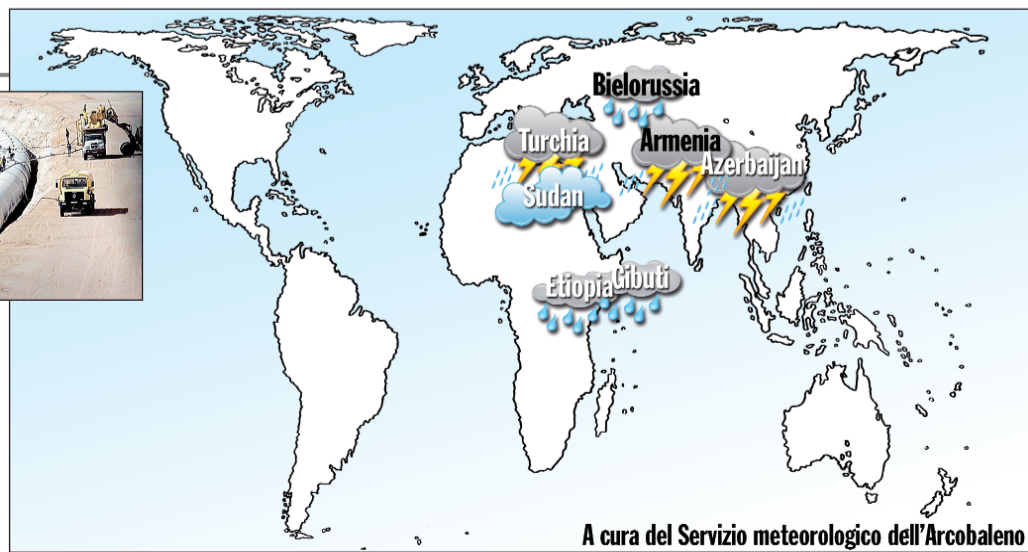 Bielorussia
Turchia
Armenia
Azerbaijan
Sudan
Etiopia
Gibuti
A cura del Servizio meteorologico dell'Arcobaleno